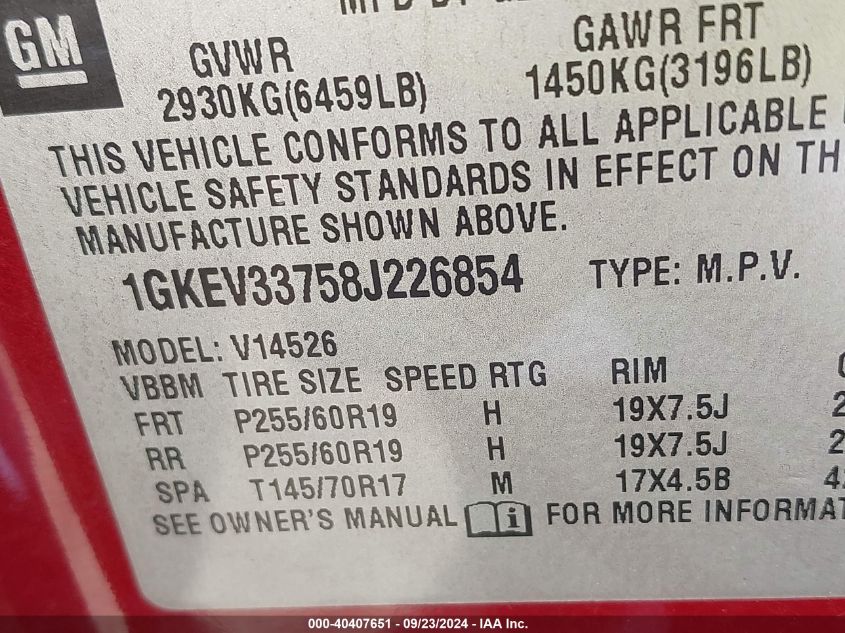 GM
GVWR GAWR FRT
2930KG(6459LB) 1450KG(3196LB)
THIS VEHICLE CONFORMS TO ALL APPLICABLE
VEHICLE SAFETY STANDARDS IN EFFECT ON TH
MANUFACTURE SHOWN ABOVE.
1GKEV33758J226854 TYPE: M.P.V.
MODEL: V14526
VBBM TIRE SIZE SPEED RTG RIM
FRT P255/60R19 H 19X7.5J 2
RR P255/60R19 H 19X7.5J 2
SPA T145/70R17 M 17X4.5B 4
SEE OWNER'S MANUAL i FOR MORE INFORMAT
000-40407651 - 09/23/2024 - IAA Inc.